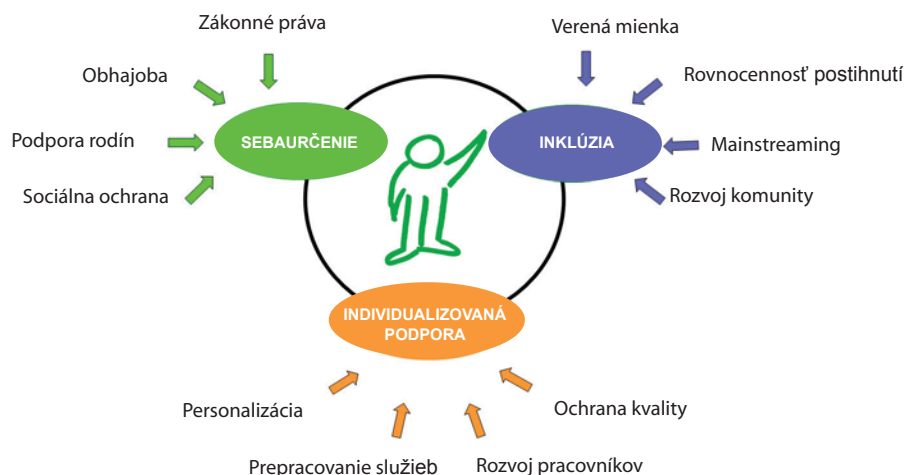 Zákonné práva
Verená mienka
Obhajoba
Rovnocennosť postihnutí
Podpora rodín
SEBAURČENIE
INKLÚZIA
Mainstreaming
Sociálna ochrana
Rozvoj komunity
INDIVIDUALIZOVANÁ
PODPORA
Personalizácia
Ochrana kvality
Prepracovanie služieb
Rozvoj pracovníkov